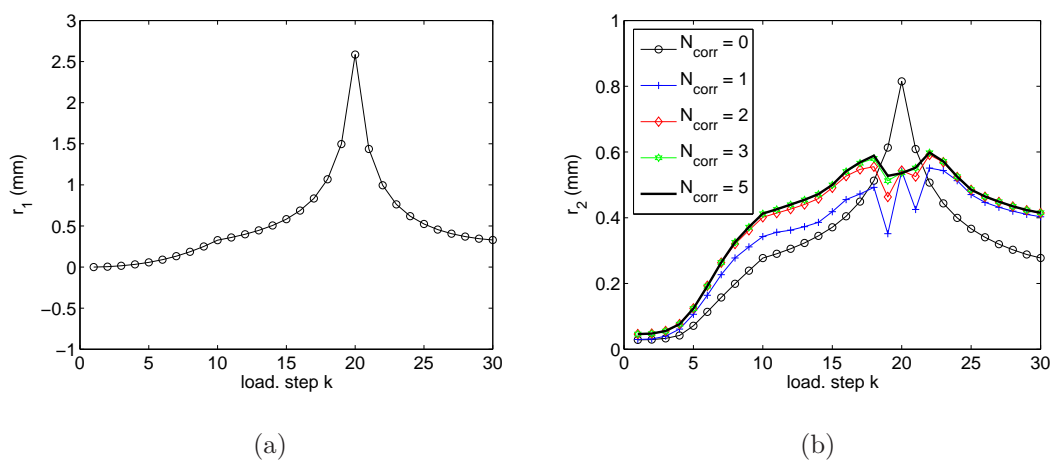 3
2.5
2
1.5
1
0.5
0
−0.5
−1
r1 (mm)
0 5 10 15 20 25 30
load. step k
(a)
1
0.8
0.6
0.4
0.2
0
r2 (mm)
Ncorr = 0
Ncorr = 1
Ncorr = 2
Ncorr = 3
Ncorr = 5
0 5 10 15 20 25 30
load. step k
(b)